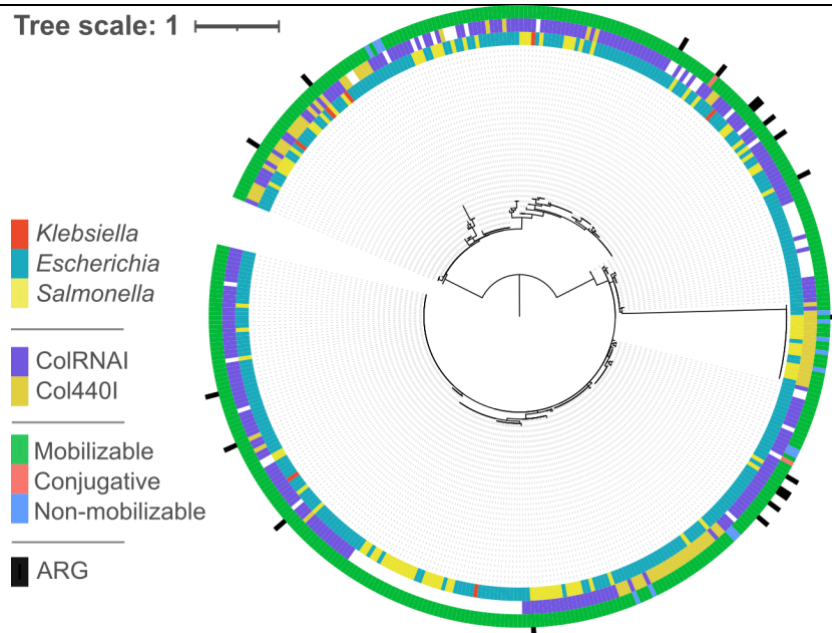 Tree scale: 1
Klebsiella
Escherichia
Salmonella
ColRNAI
Col440I
Mobilizable
Conjugative
Non-mobilizable
ARG